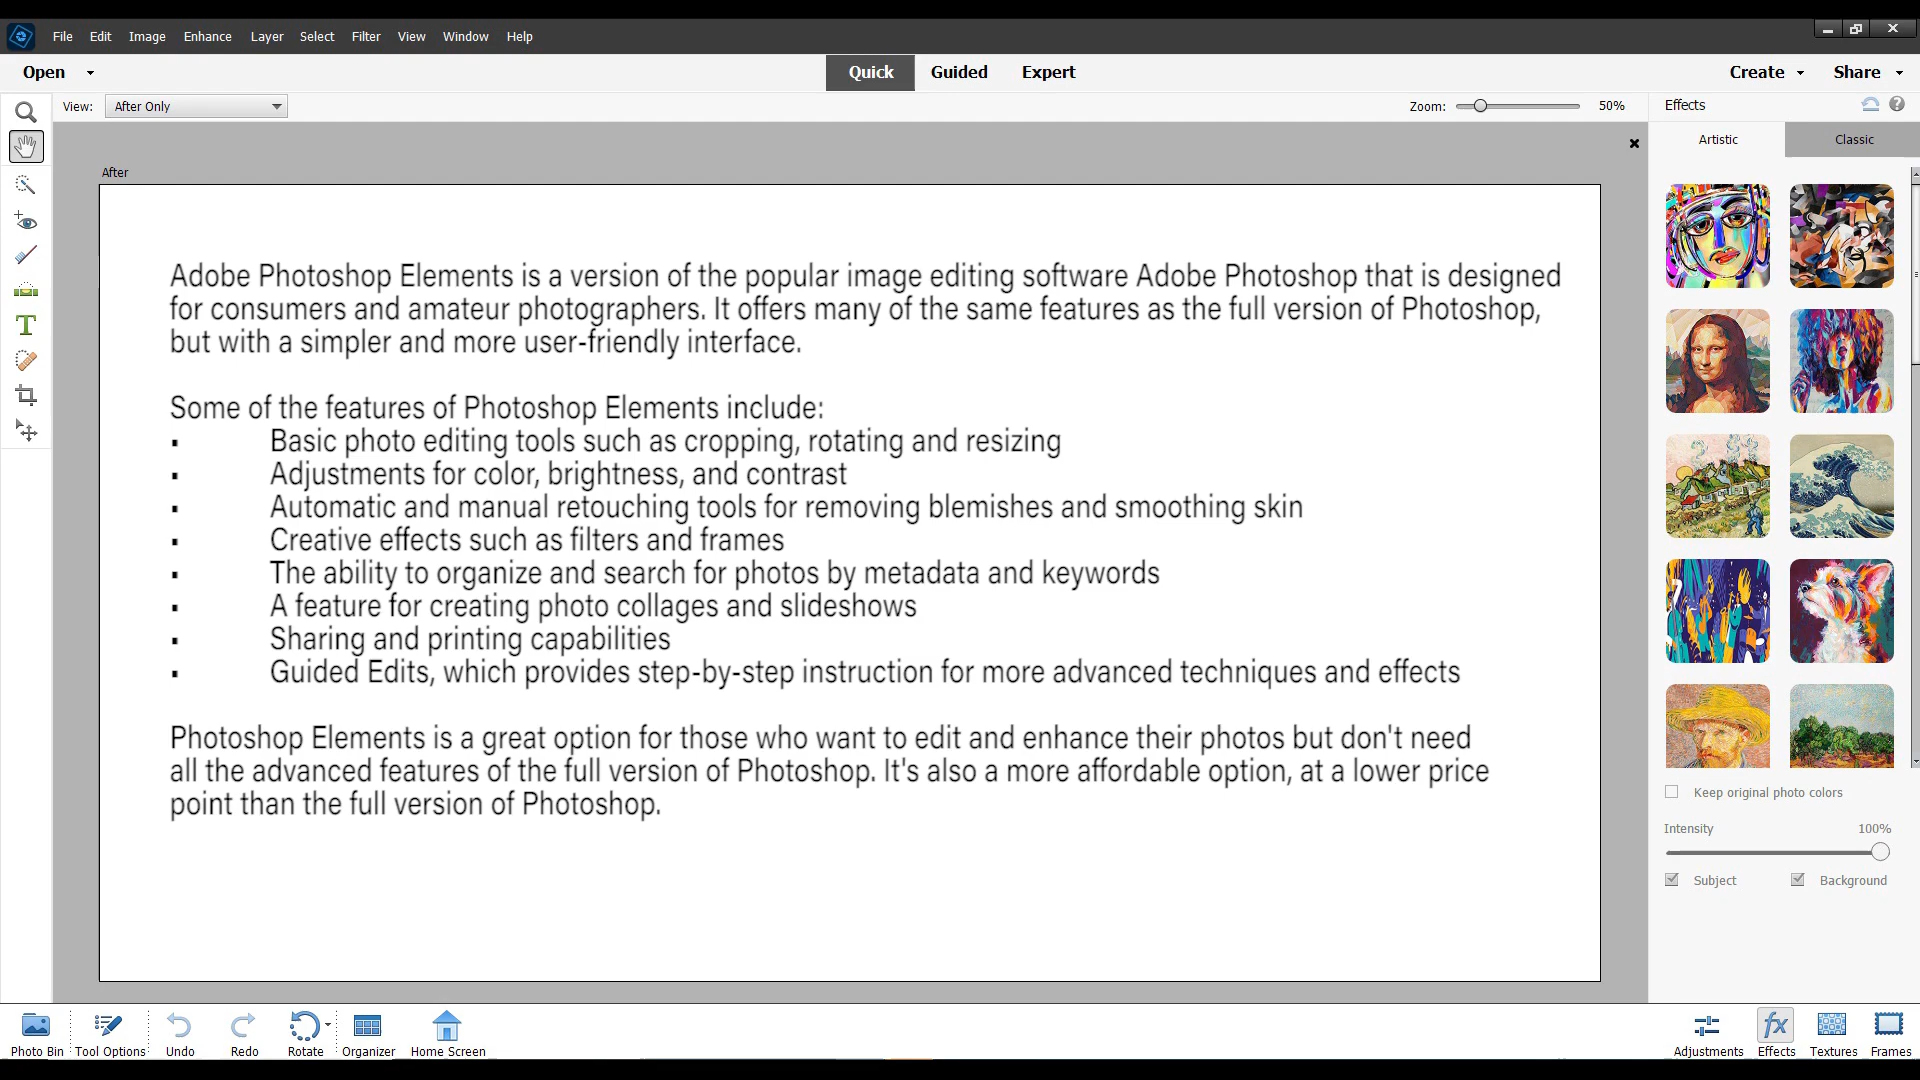 File Edit Image Enhance Layer Select Filter View Window Help
Open Quick Guided Expert Create Share
View: After Only Zoom: 50% Effects
Artistic Classic
After
Adobe Photoshop Elements is a version of the popular image editing software Adobe Photoshop that is designed
for consumers and amateur photographers. It offers many of the same features as the full version of Photoshop,
but with a simpler and more user-friendly interface.
Some of the features of Photoshop Elements include:
▪ Basic photo editing tools such as cropping, rotating and resizing
▪ Adjustments for color, brightness, and contrast
▪ Automatic and manual retouching tools for removing blemishes and smoothing skin
▪ Creative effects such as filters and frames
▪ The ability to organize and search for photos by metadata and keywords
▪ A feature for creating photo collages and slideshows
▪ Sharing and printing capabilities
▪ Guided Edits, which provides step-by-step instruction for more advanced techniques and effects
Photoshop Elements is a great option for those who want to edit and enhance their photos but don't need
all the advanced features of the full version of Photoshop. It's also a more affordable option, at a lower price
point than the full version of Photoshop.
Keep original photo colors
Intensity 100%
Subject Background
Photo Bin Tool Options Undo Redo Rotate Organizer Home Screen Adjustments Effects Textures Frames